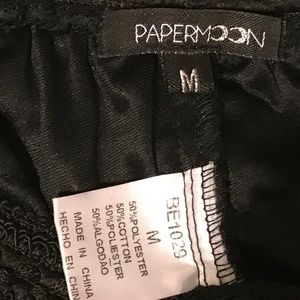 PAPERMOON
M
BE1029
M
50%POLYESTER
50%COTTON
50%POLIESTER
50%ALGODAO
MADE IN CHINA
HECHO EN CHINA